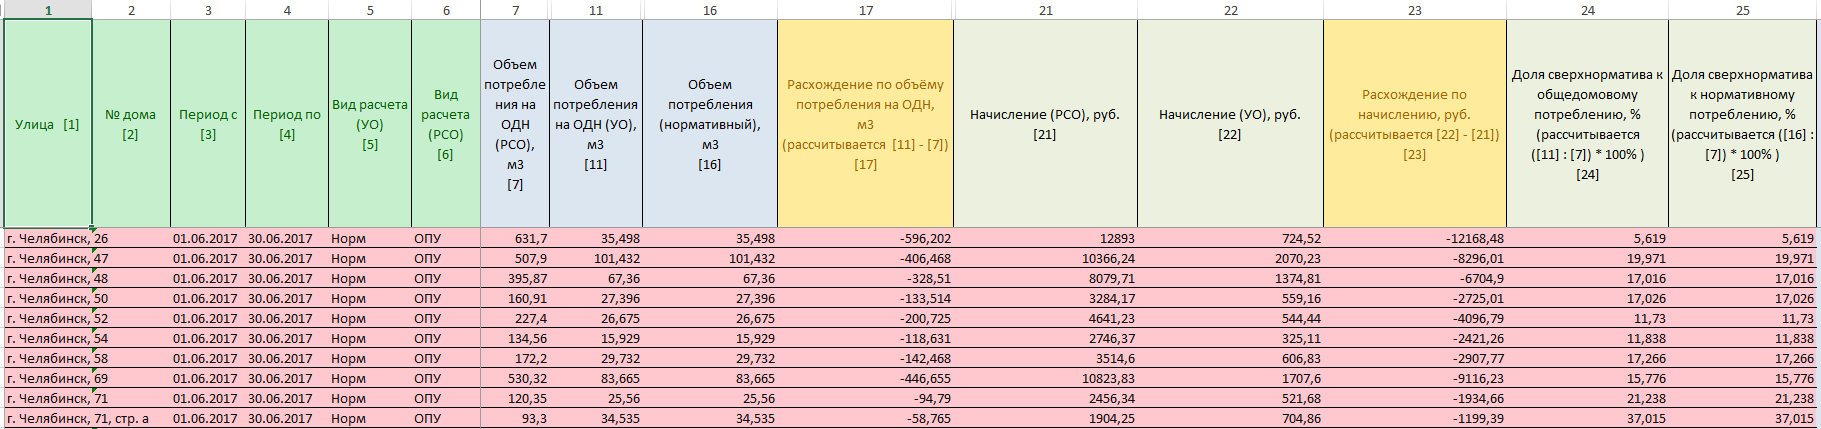 1 2 3 4 5 6 7 11 16 17 21 22 23 24 25
Улица [1]
№ дома
[2]
Период с
[3]
Период по
[4]
Вид расчета
(УО)
[5]
Вид
расчета
(РСО)
[6]
Объем
потребле
ния на
ОДН
(РСО),
м3
[7]
Объем
потребления
на ОДН (УО),
м3
[11]
Объем
потребления
(нормативный),
м3
[16]
Расхождение по объёму
потребления на ОДН,
м3
(рассчитывается [11] - [7])
[17]
Начисление (РСО), руб.
[21]
Начисление (УО), руб.
[22]
Расхождение по
начислению, руб.
(рассчитывается [22] - [21])
[23]
Доля сверхнорматива к
общедомовому
потреблению, %
(рассчитывается
([11] : [7]) * 100% )
[24]
Доля сверхнорматива
к нормативному
потреблению, %
(рассчитывается ([16] :
[7]) * 100% )
[25]
г. Челябинск, 26 01.06.2017 30.06.2017 Норм ОПУ 631,7 35,498 35,498 -596,202 12893 724,52 -12168,48 5,619 5,619
г. Челябинск, 47 01.06.2017 30.06.2017 Норм ОПУ 507,9 101,432 101,432 -406,468 10366,24 2070,23 -8296,01 19,971 19,971
г. Челябинск, 48 01.06.2017 30.06.2017 Норм ОПУ 395,87 67,36 67,36 -328,51 8079,71 1374,81 -6704,9 17,016 17,016
г. Челябинск, 50 01.06.2017 30.06.2017 Норм ОПУ 160,91 27,396 27,396 -133,514 3284,17 559,16 -2725,01 17,026 17,026
г. Челябинск, 52 01.06.2017 30.06.2017 Норм ОПУ 227,4 26,675 26,675 -200,725 4641,23 544,44 -4096,79 11,73 11,73
г. Челябинск, 54 01.06.2017 30.06.2017 Норм ОПУ 134,56 15,929 15,929 -118,631 2746,37 325,11 -2421,26 11,838 11,838
г. Челябинск, 58 01.06.2017 30.06.2017 Норм ОПУ 172,2 29,732 29,732 -142,468 3514,6 606,83 -2907,77 17,266 17,266
г. Челябинск, 69 01.06.2017 30.06.2017 Норм ОПУ 530,32 83,665 83,665 -446,655 10823,83 1707,6 -9116,23 15,776 15,776
г. Челябинск, 71 01.06.2017 30.06.2017 Норм ОПУ 120,35 25,56 25,56 -94,79 2456,34 521,68 -1934,66 21,238 21,238
г. Челябинск, 71, стр. а 01.06.2017 30.06.2017 Норм ОПУ 93,3 34,535 34,535 -58,765 1904,25 704,86 -1199,39 37,015 37,015